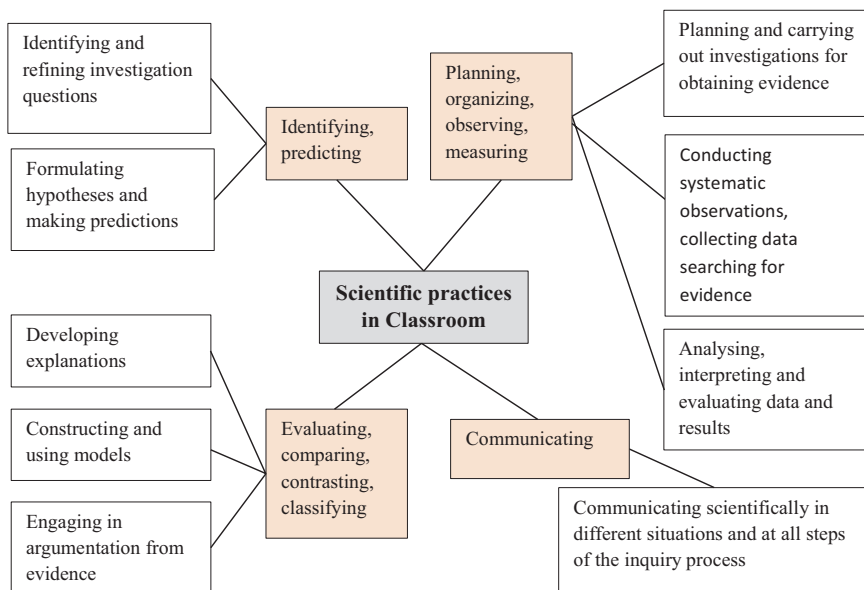 Identifying and
refining investigation
questions
Formulating
hypotheses and
making predictions
Identifying,
predicting
Planning,
organizing,
observing,
measuring
Planning and carrying
out investigations for
obtaining evidence
Conducting
systematic
observations,
collecting data
searching for
evidence
Analysing,
interpreting and
evaluating data and
results
Scientific practices
in Classroom
Developing
explanations
Constructing and
using models
Engaging in
argumentation from
evidence
Evaluating,
comparing,
contrasting,
classifying
Communicating
Communicating scientifically in
different situations and at all steps
of the inquiry process